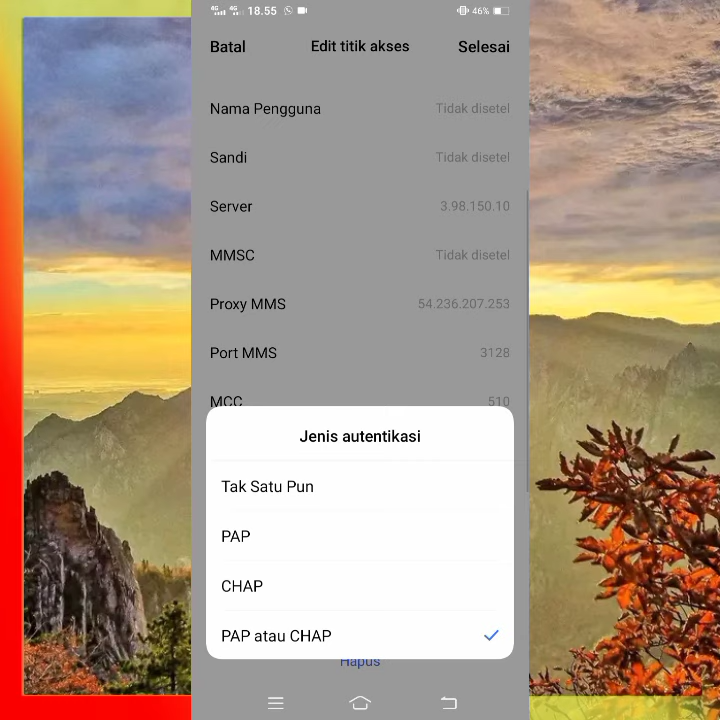 4G 4G 18.55 46%
Batal Edit titik akses Selesai
Nama Pengguna Tidak disetel
Sandi Tidak disetel
Server 3.98.150.10
MMSC Tidak disetel
Proxy MMS 54.236.207.253
Port MMS 3128
MCC 510
Jenis autentikasi
Tak Satu Pun
PAP
CHAP
PAP atau CHAP
Hapus